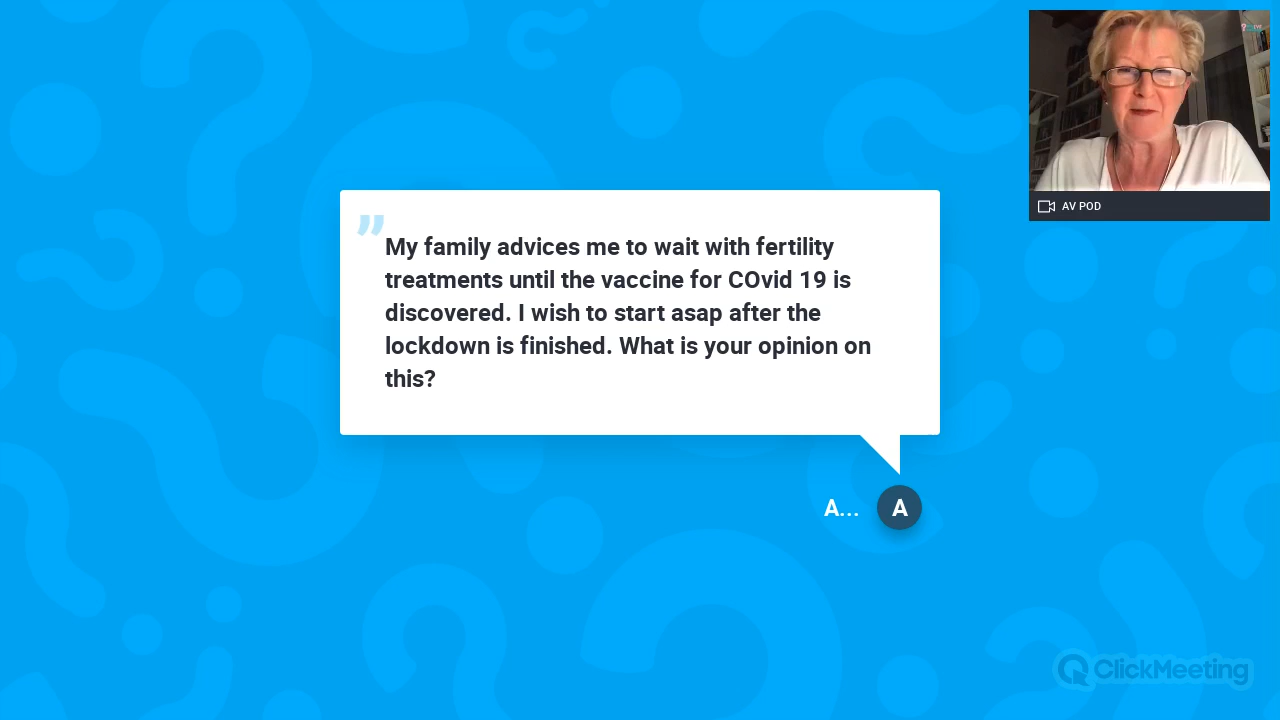 AV POD
”
My family advices me to wait with fertility
treatments until the vaccine for COvid 19 is
discovered. I wish to start asap after the
lockdown is finished. What is your opinion on
this?
A... A
ClickMeeting